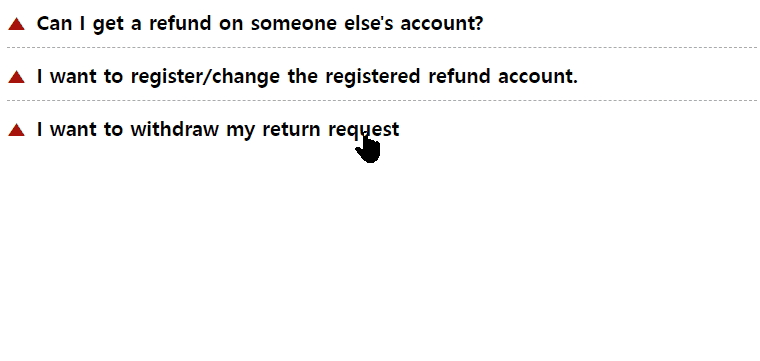 Can I get a refund on someone else's account?
I want to register/change the registered refund account.
I want to withdraw my return request